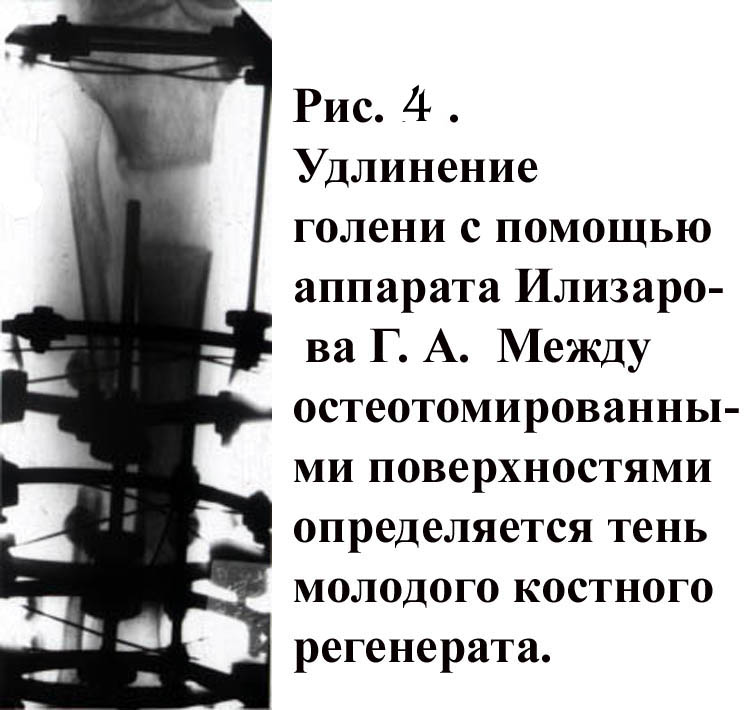 Рис. 4 .
Удлинение
голени с помощью
аппарата Илизаро-
ва Г. А. Между
остеотомированны-
ми поверхностями
определяется тень
молодого костного
регенерата.